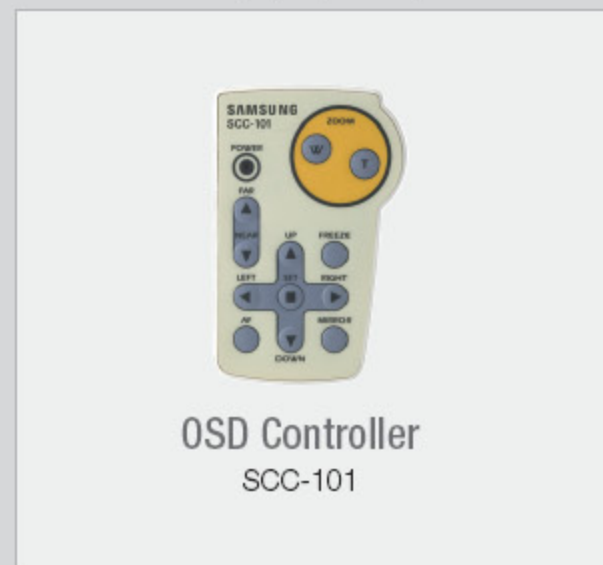 SAMSUNG
SCC-101
ZOOM
W
T
POWER
FAR
NEAR
UP
FREEZE
LEFT
SET
RIGHT
AF
MIRROR
DOWN
OSD Controller
SCC-101